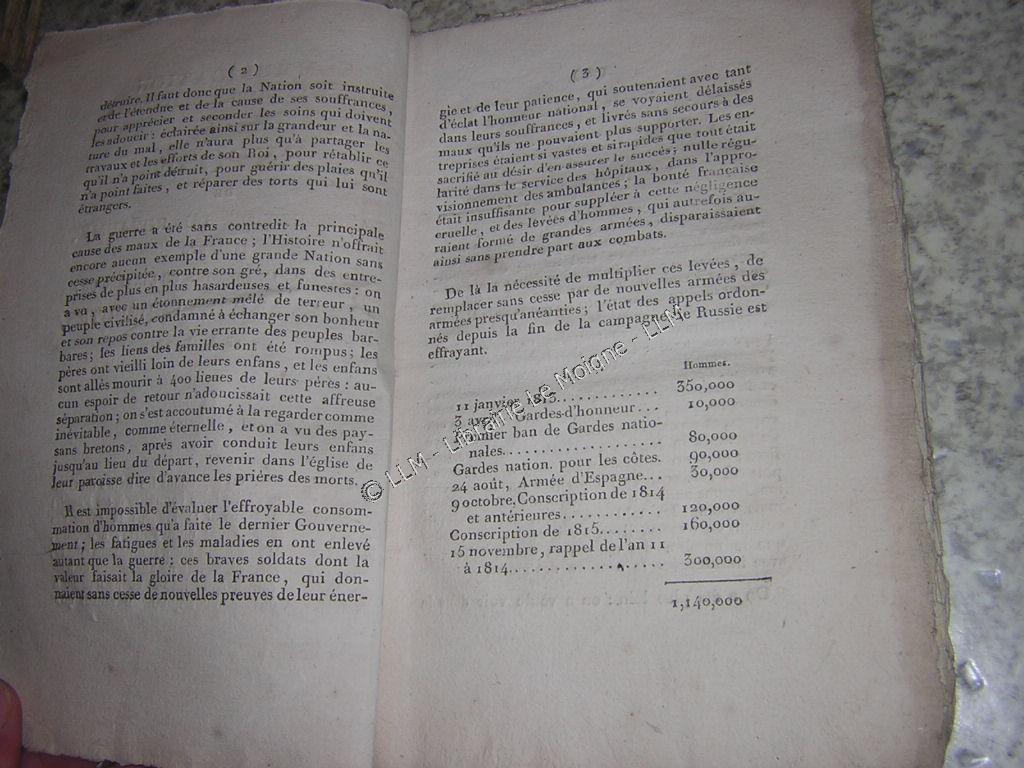 ( 2 )
détruire. Il faut donc que la Nation soit instruite
et de l'étendue et de la cause de ses souffrances,
pour apprécier et seconder les soins qui doivent
les adoucir : éclairée ainsi sur la grandeur et la na-
ture du mal, elle n'aura plus qu'à partager les
travaux et les efforts de son Roi, pour rétablir ce
qu'il n'a point détruit, pour guérir des plaies qu'il
n'a point faites, et réparer des torts qui lui sont
étrangers.
La guerre a été sans contredit la principale
cause des maux de la France ; l'Histoire n'offrait
encore aucun exemple d'une grande Nation sans
cesse précipitée, contre son gré, dans des entre-
prises de plus en plus hasardeuses et funestes : on
a vu, avec un étonnement mêlé de terreur, un
peuple civilisé, condamné à échanger son bonheur
et son repos contre la vie errante des peuples bar-
bares ; les liens des familles ont été rompus ; les
pères ont vieilli loin de leurs enfans, et les enfans
sont allés mourir à 400 lieues de leurs péres : au-
cun espoir de retour n'adoucissait cette affreuse
séparation ; on s'est accoutumé à la regarder comme
inévitable, comme éternelle, et on a vu des pay-
sans bretons, aprés avoir conduit leurs enfans
jusqu'au lieu du départ, revenir dans l'église de
leur paroisse dire d'avance les priéres des morts.
Il est impossible d'évaluer l'effroyable consom-
mation d'hommes qu'a faite le dernier Gouverne-
ment ; les fatigues et les maladies en ont enlevé
autant que la guerre : ces braves soldats dont la
valeur faisait la gloire de la France, qui don-
naient sans cesse de nouvelles preuves de leur éner-
( 3 )
gie et de leur patience, qui soutenaient avec tant
d'éclat l'honneur national, se voyaient délaissés
dans leurs souffrances, et livrés sans secours à des
maux qu'ils ne pouvaient plus supporter. Les en-
treprises étaient si vastes et si rapides que tout était
sacrifié au désir d'en assurer le succès ; nulle régu-
larité dans le service des hôpitaux, dans l'appro-
visionnement des ambulances ; la bonté française
était insuffisante pour suppléer à cette négligence
cruelle, et des levées d'hommes, qui autrefois au-
raient formé de grandes armées, disparaissaient
ainsi sans prendre part aux combats.
De là la nécessité de multiplier ces levées, de
remplacer sans cesse par de nouvelles armées des
armées presqu'anéanties ; l'état des appels ordon-
nés depuis la fin de la campagne de Russie est
effrayant.
Hommes.
11 janvier 1813........... 350,000
3 avril, Gardes-d'honneur... 10,000
Premier ban de Gardes natio-
nales............ 80,000
Gardes nation. pour les côtes. 90,000
24 août, Armée d'Espagne... 30,000
9 octobre. Conscription de 1814
et antérieures............ 120,000
Conscription de 1815....... 160,000
15 novembre, rappel de l'an 11
à 1814.................. 300,000
1,140,000
© LLM - Librairie Le Moigne - LLM